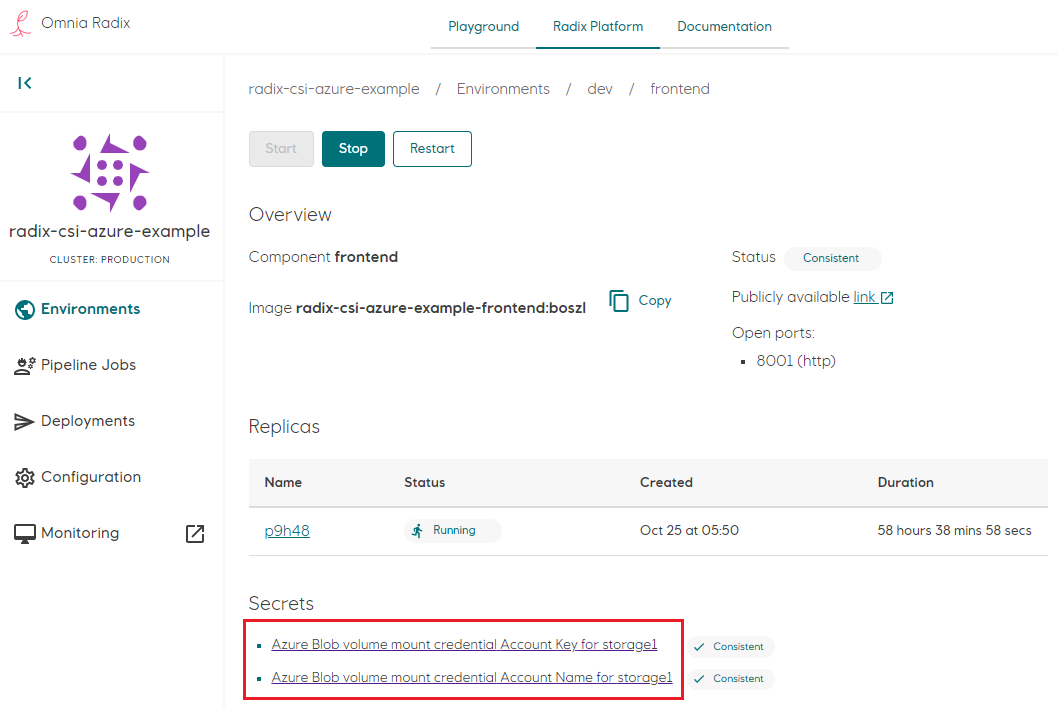 Omnia Radix
Playground
Radix Platform
Documentation
radix-csi-azure-example / Environments / dev / frontend
radix-csi-azure-example
CLUSTER: PRODUCTION
Environments
Pipeline Jobs
Deployments
Configuration
Monitoring
Start
Stop
Restart
Overview
Component frontend
Image radix-csi-azure-example-frontend:boszl
Copy
Status Consistent
Publicly available link
Open ports:
8001 (http)
Replicas
Name Status Created Duration
p9h48 Running Oct 25 at 05:50 58 hours 38 mins 58 secs
Secrets
Azure Blob volume mount credential Account Key for storage1 Consistent
Azure Blob volume mount credential Account Name for storage1 Consistent